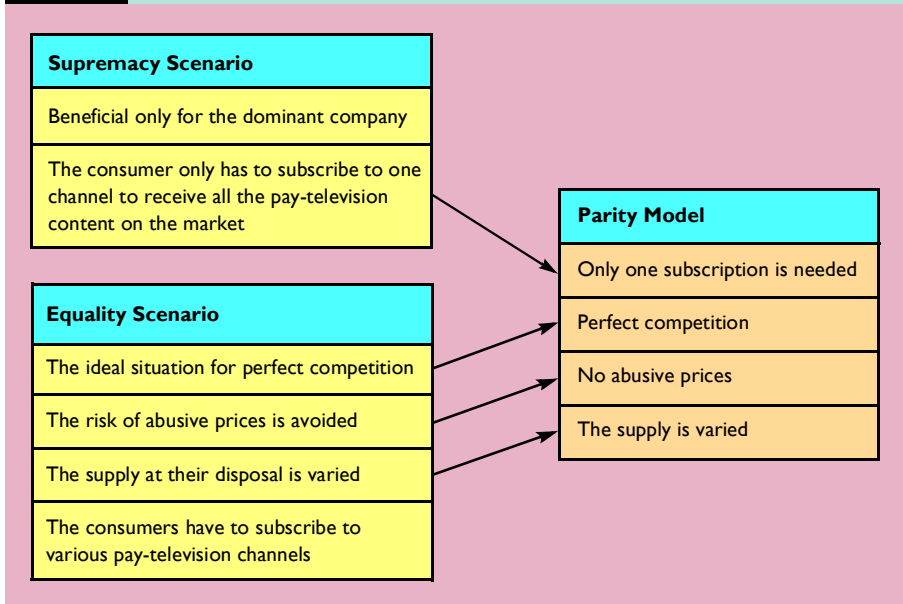 Supremacy Scenario
Beneficial only for the dominant company
The consumer only has to subscribe to one
channel to receive all the pay-television
content on the market
Equality Scenario
The ideal situation for perfect competition
The risk of abusive prices is avoided
The supply at their disposal is varied
The consumers have to subscribe to
various pay-television channels
Parity Model
Only one subscription is needed
Perfect competition
No abusive prices
The supply is varied